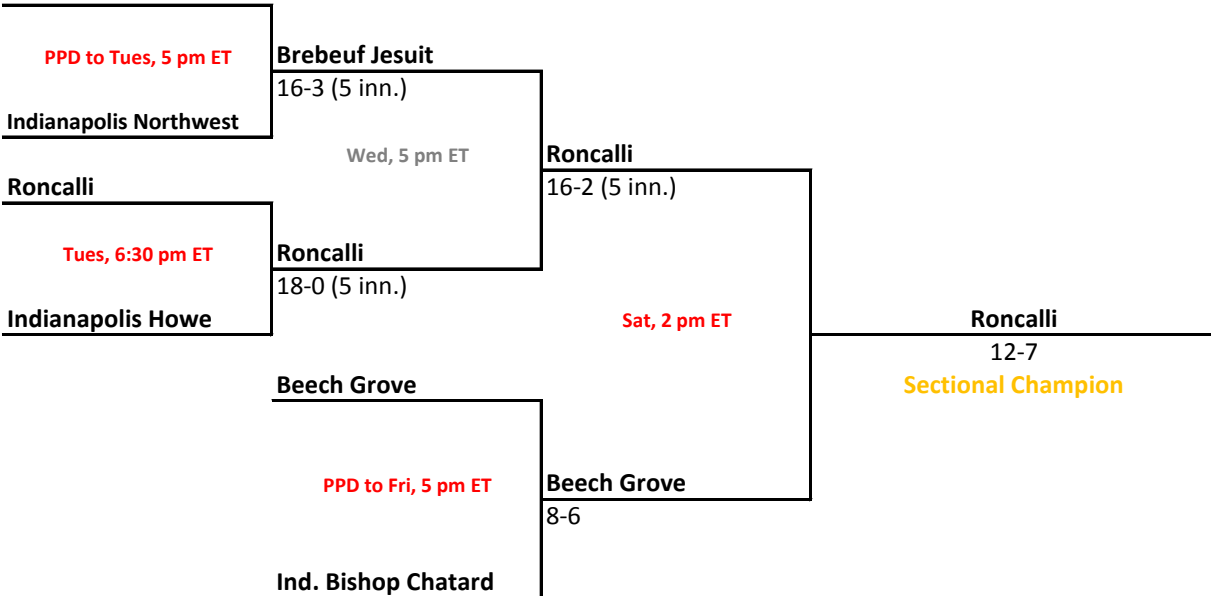 PPD to Tues, 5 pm ET
Brebeuf Jesuit
16-3 (5 inn.)
Indianapolis Northwest
Wed, 5 pm ET
Roncalli
16-2 (5 inn.)
Roncalli
Tues, 6:30 pm ET
Roncalli
18-0 (5 inn.)
Indianapolis Howe
Sat, 2 pm ET
Roncalli
12-7
Sectional Champion
Beech Grove
PPD to Fri, 5 pm ET
Beech Grove
8-6
Ind. Bishop Chatard